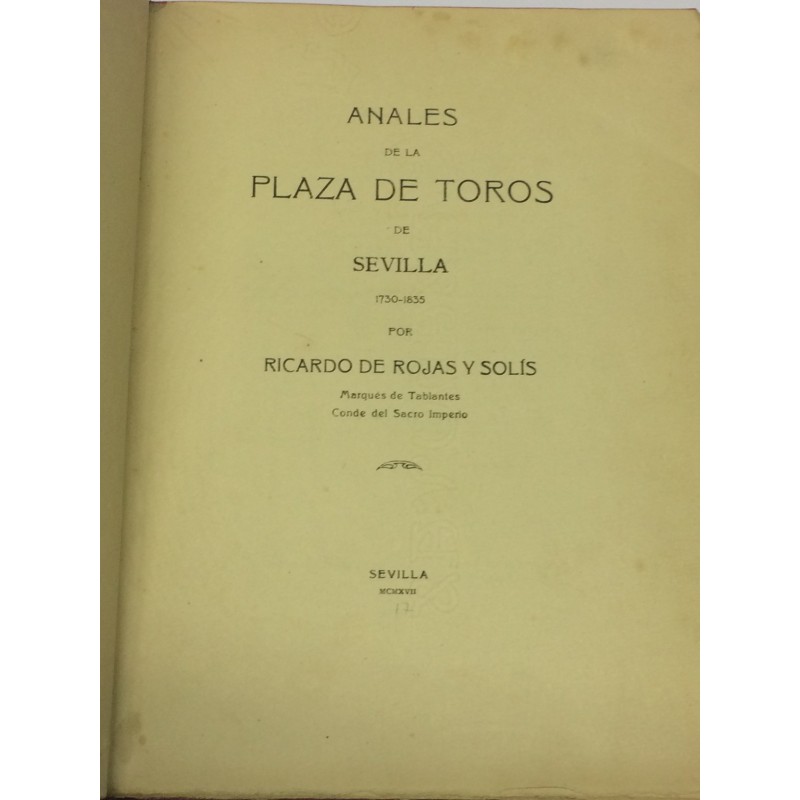 ANALES
DE LA
PLAZA DE TOROS
DE
SEVILLA
1730-1835
POR
RICARDO DE ROJAS Y SOLÍS
Marqués de Tablantes
Conde del Sacro Imperio
SEVILLA
MCMXVII
17